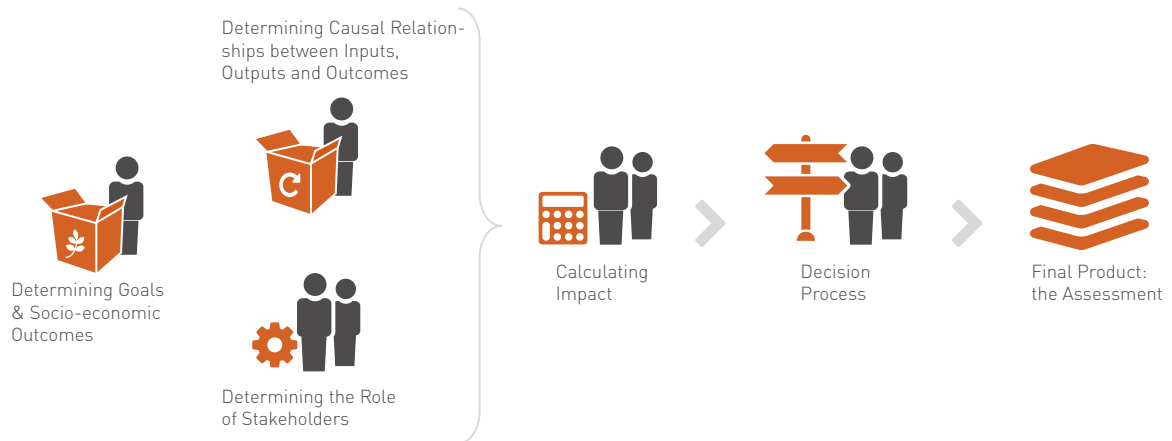 Determining Causal Relation-
ships between Inputs,
Outputs and Outcomes
Determining Goals
& Socio-economic
Outcomes
Determining the Role
of Stakeholders
Calculating
Impact
Decision
Process
Final Product:
the Assessment